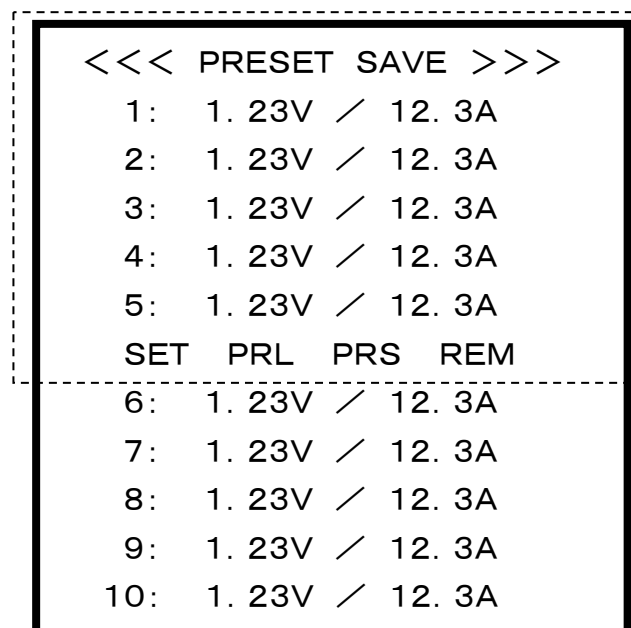 <<< PRESET SAVE >>>
1: 1.23V / 12.3A
2: 1.23V / 12.3A
3: 1.23V / 12.3A
4: 1.23V / 12.3A
5: 1.23V / 12.3A
SET PRL PRS REM
6: 1.23V / 12.3A
7: 1.23V / 12.3A
8: 1.23V / 12.3A
9: 1.23V / 12.3A
10: 1.23V / 12.3A